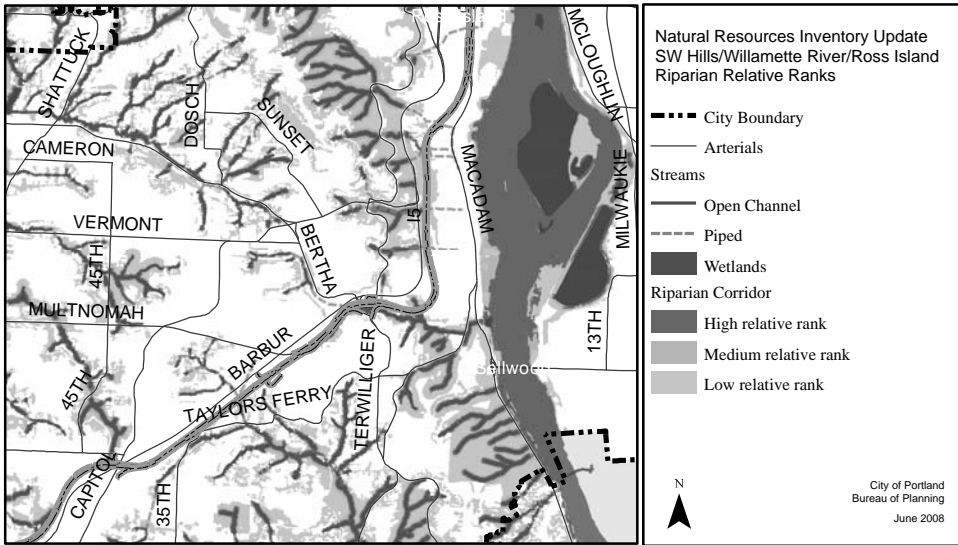 Ross Island
SHATTUCK
DOSCH
SUNSET
CAMERON
MCLOUGHLIN
MACADAM
MILWAUKIE
I5
VERMONT
BERTHA
45TH
MULTNOMAH
BARBUR
13TH
TERWILLIGER
Sellwood
45TH
TAYLORS FERRY
CAPITOL
35TH
Natural Resources Inventory Update
SW Hills/Willamette River/Ross Island
Riparian Relative Ranks
City Boundary
Arterials
Streams
Open Channel
Piped
Wetlands
Riparian Corridor
High relative rank
Medium relative rank
Low relative rank
N
City of Portland
Bureau of Planning
June 2008